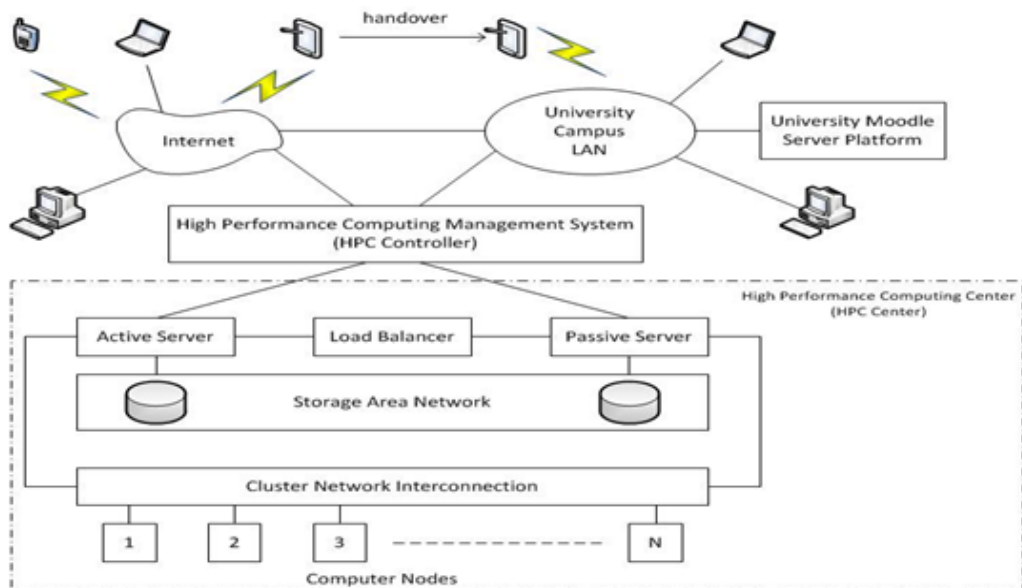 handover
Internet
University
Campus
LAN
University Moodle
Server Platform
High Performance Computing Management System
(HPC Controller)
High Performance Computing Center
(HPC Center)
Active Server
Load Balancer
Passive Server
Storage Area Network
Cluster Network Interconnection
1
2
3
N
Computer Nodes